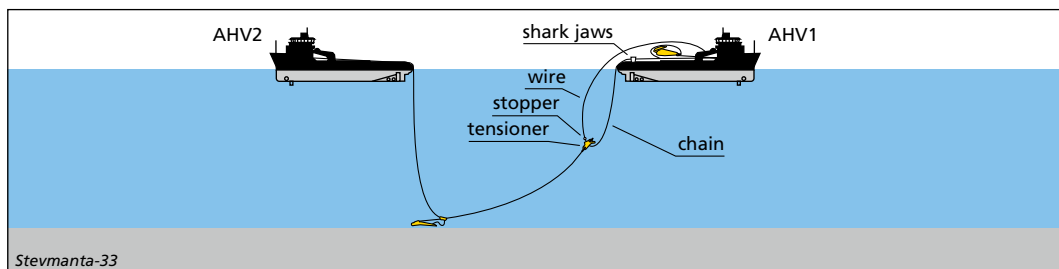 shark jaws
AHV2
AHV1
wire
stopper
tensioner
chain
Stevmanta-33